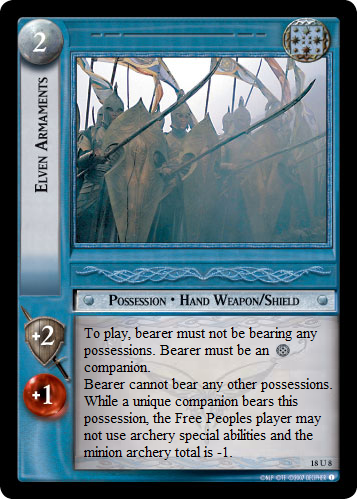 2
ELVEN ARMAMENTS
POSSESSION • HAND WEAPON/SHIELD
+2
+1
To play, bearer must not be bearing any
possessions. Bearer must be an
companion.
Bearer cannot bear any other possessions.
While a unique companion bears this
possession, the Free Peoples player may
not use archery special abilities and the
minion archery total is -1.
18 U 8